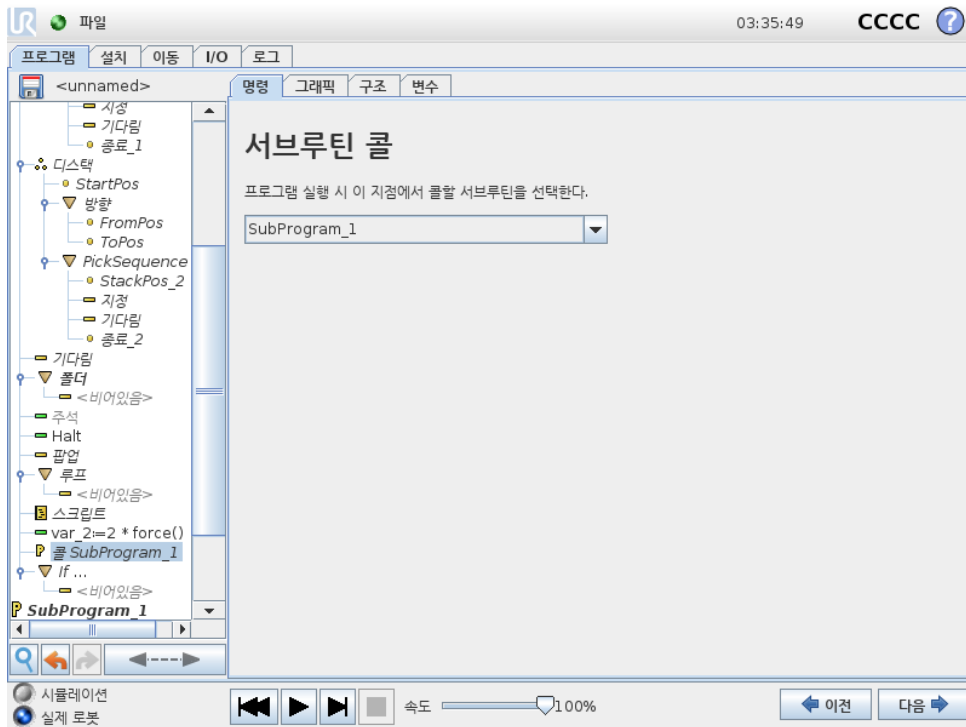 UR 파일 03:35:49 CCCC ?
프로그램 설치 이동 I/O 로그
<unnamed> 명령 그래픽 구조 변수
지정
기다림
종료_1
디스택
StartPos
방향
FromPos
ToPos
PickSequence
StackPos_2
지정
기다림
종료_2
기다림
폴더
<비어있음>
주석
Halt
팝업
루프
<비어있음>
스크립트
var_2:=2 * force()
콜 SubProgram_1
If ...
<비어있음>
SubProgram_1
서브루틴 콜
프로그램 실행 시 이 지점에서 콜할 서브루틴을 선택한다.
SubProgram_1
시뮬레이션
실제 로봇
속도 100%
이전 다음